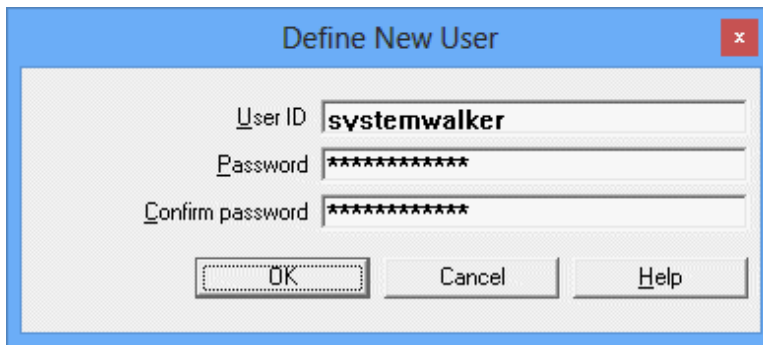 Define New User
x
User ID systemwalker
Password ************
Confirm password ************
OK Cancel Help